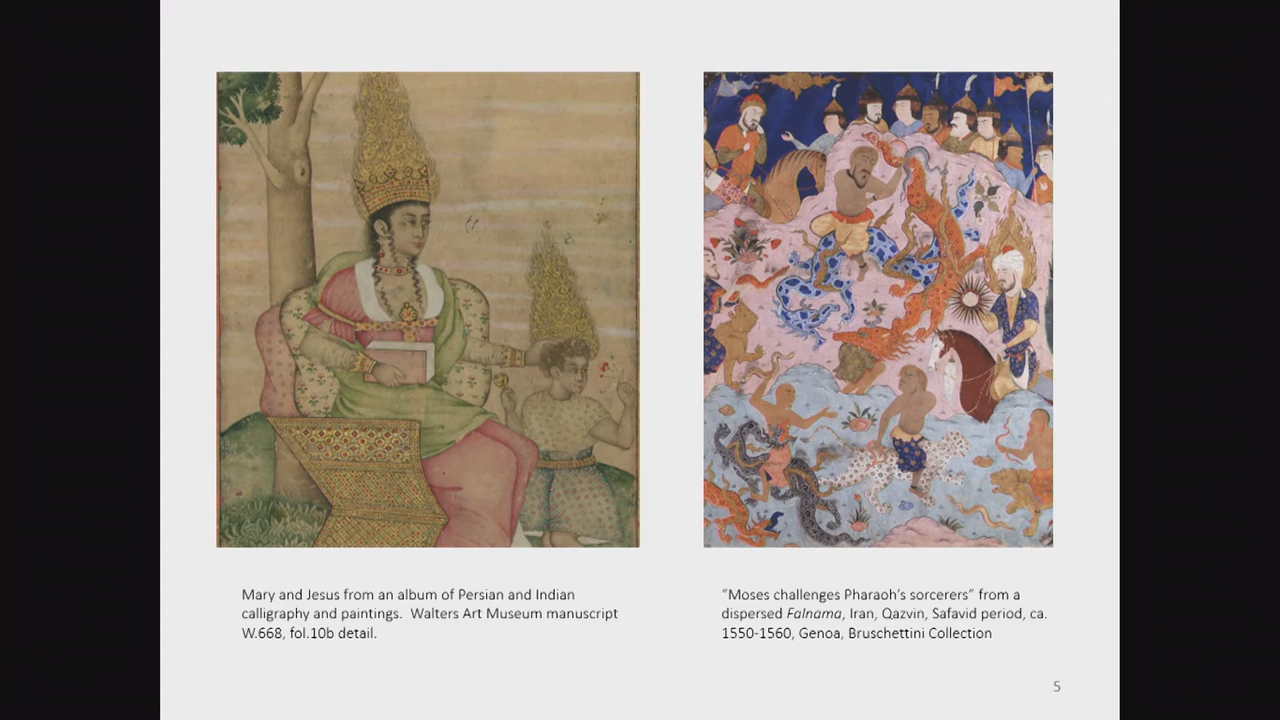 Mary and Jesus from an album of Persian and Indian
calligraphy and paintings.  Walters Art Museum manuscript
W.668, fol.10b detail.
“Moses challenges Pharaoh’s sorcerers” from a
dispersed Falnama, Iran, Qazvin, Safavid period, ca.
1550-1560, Genoa, Bruschettini Collection
5